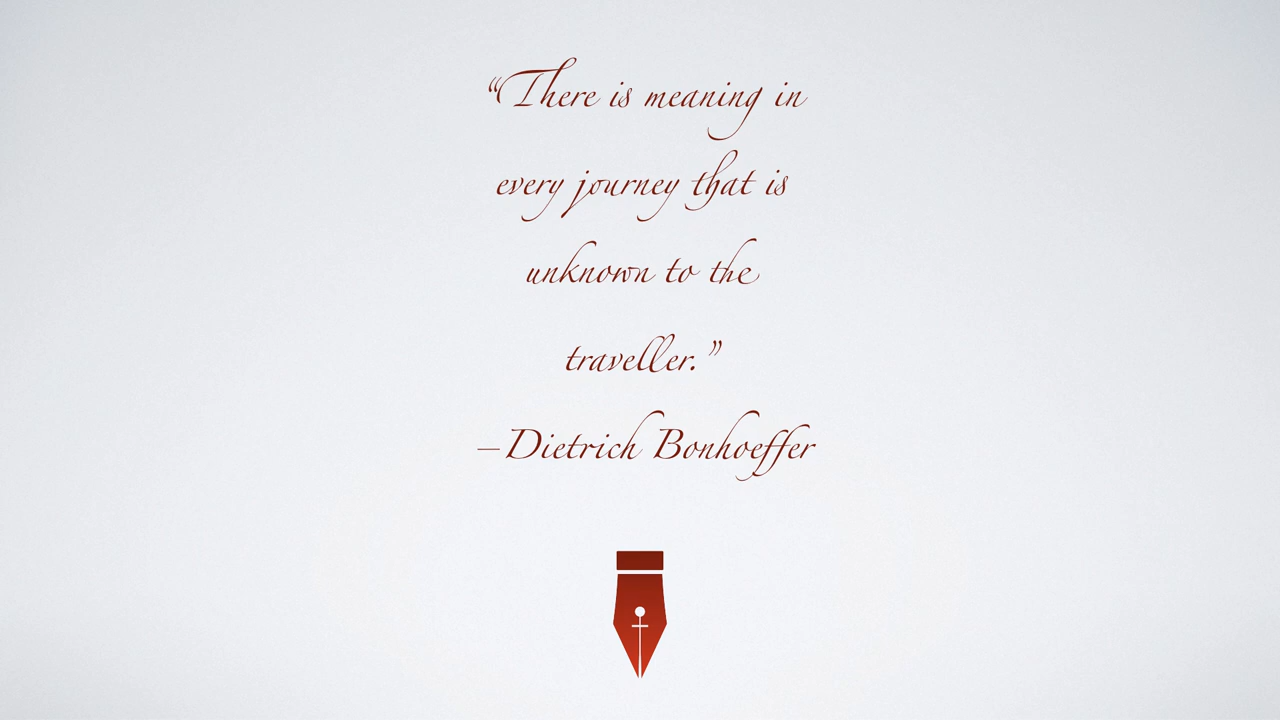 “There is meaning in
every journey that is
unknown to the
traveller.”
–Dietrich Bonhoeffer